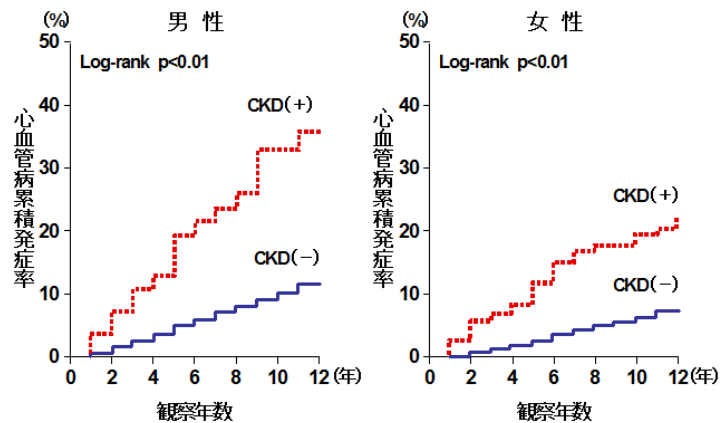 男 性
(%)
50
40
30
20
10
0
Log-rank p<0.01
CKD(+)
CKD(−)
心血管病累積発症率
0 2 4 6 8 10 12(年)
観察年数
女 性
(%)
50
40
30
20
10
0
Log-rank p<0.01
CKD(+)
CKD(−)
心血管病累積発症率
0 2 4 6 8 10 12(年)
観察年数